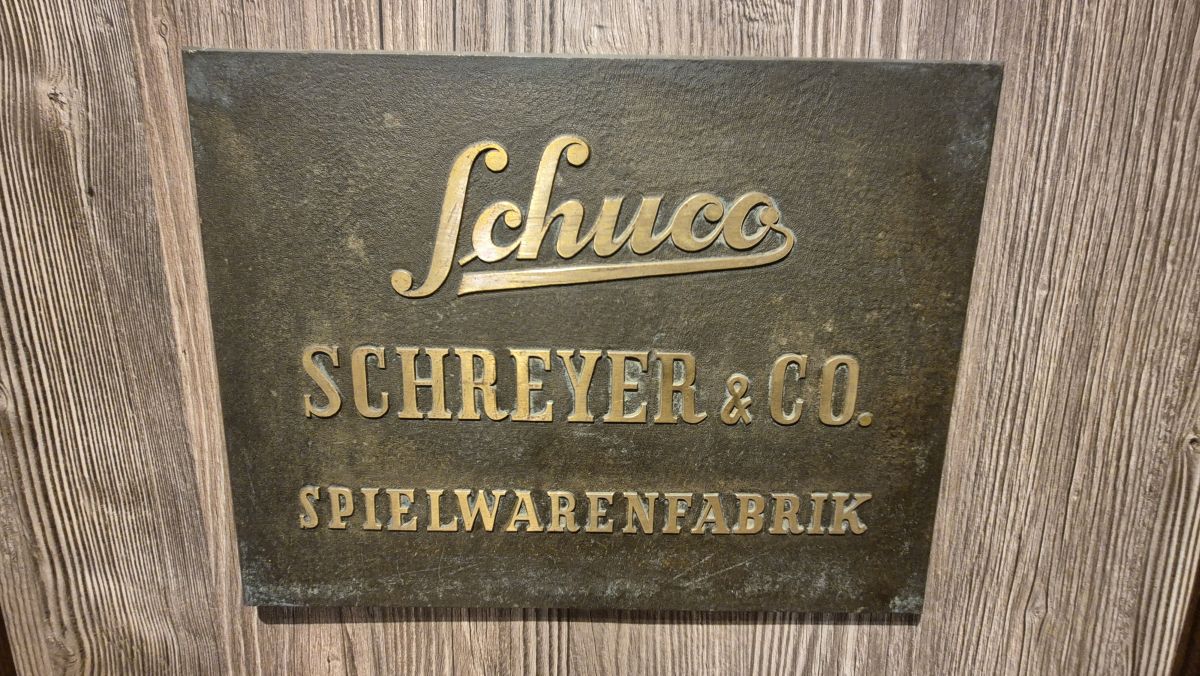 Schuco
SCHREYER & CO.
SPIELWARENFABRIK